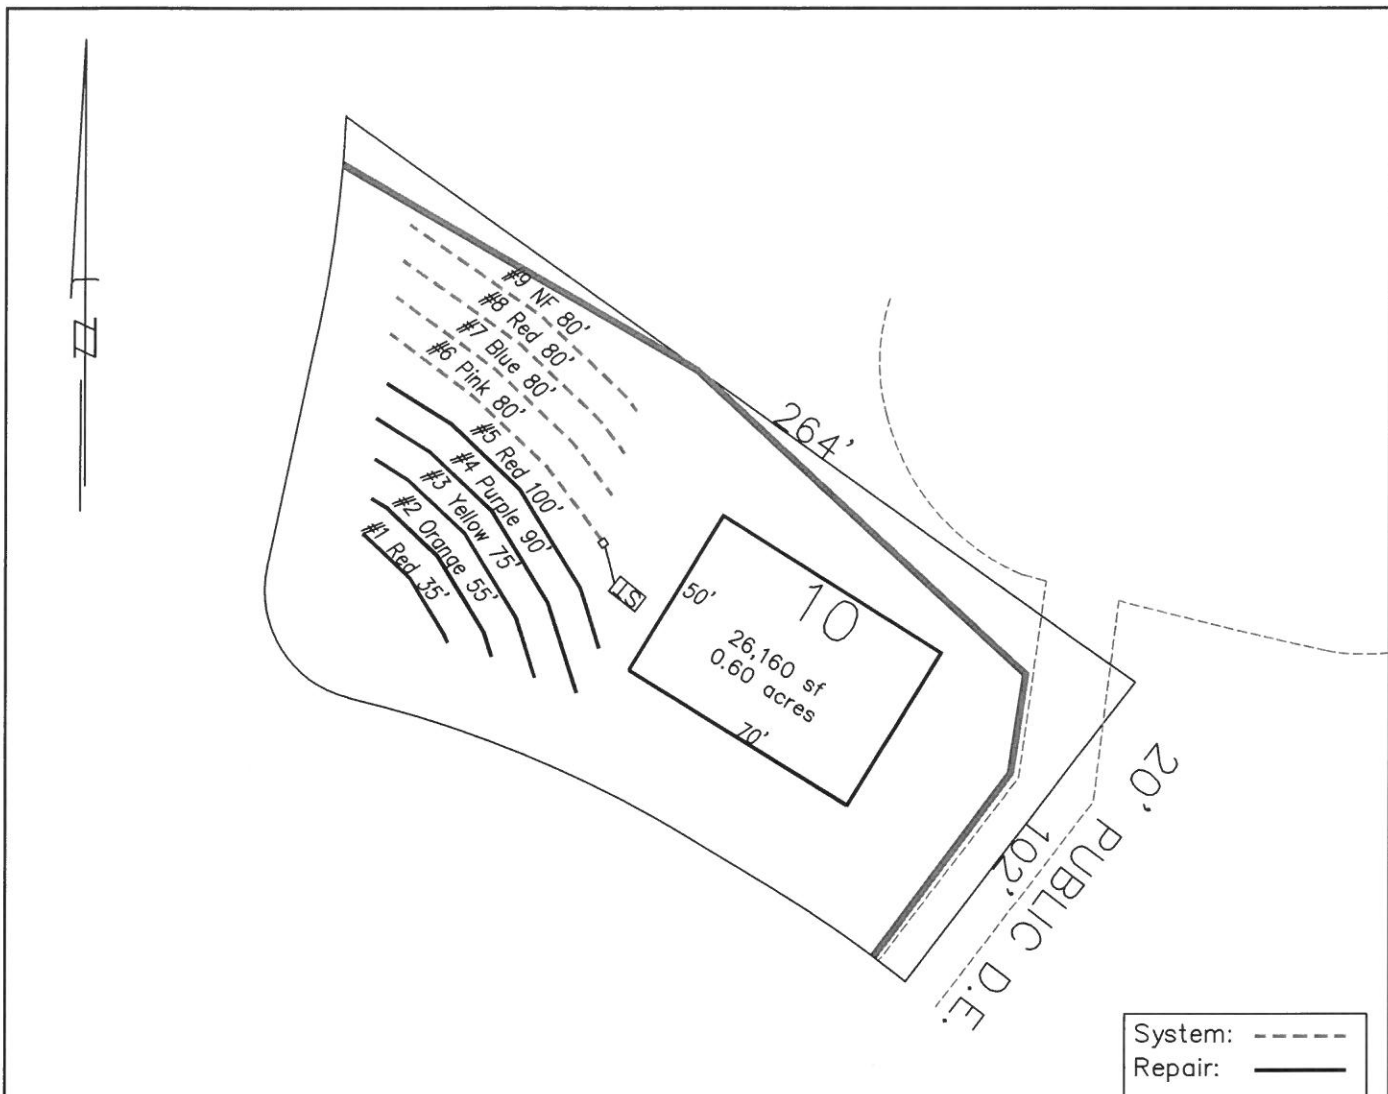 N
#9 NF 80'
#8 Red 80'
#7 Blue 80'
#6 Pink 80'
#5 Red 100'
#4 Purple 90'
#3 Yellow 75'
#2 Orange 55'
#1 Red 35'
264'
ST
50'
10
26,160 sf
0.60 acres
70'
102'
20' PUBLIC D.E.
System:
Repair: